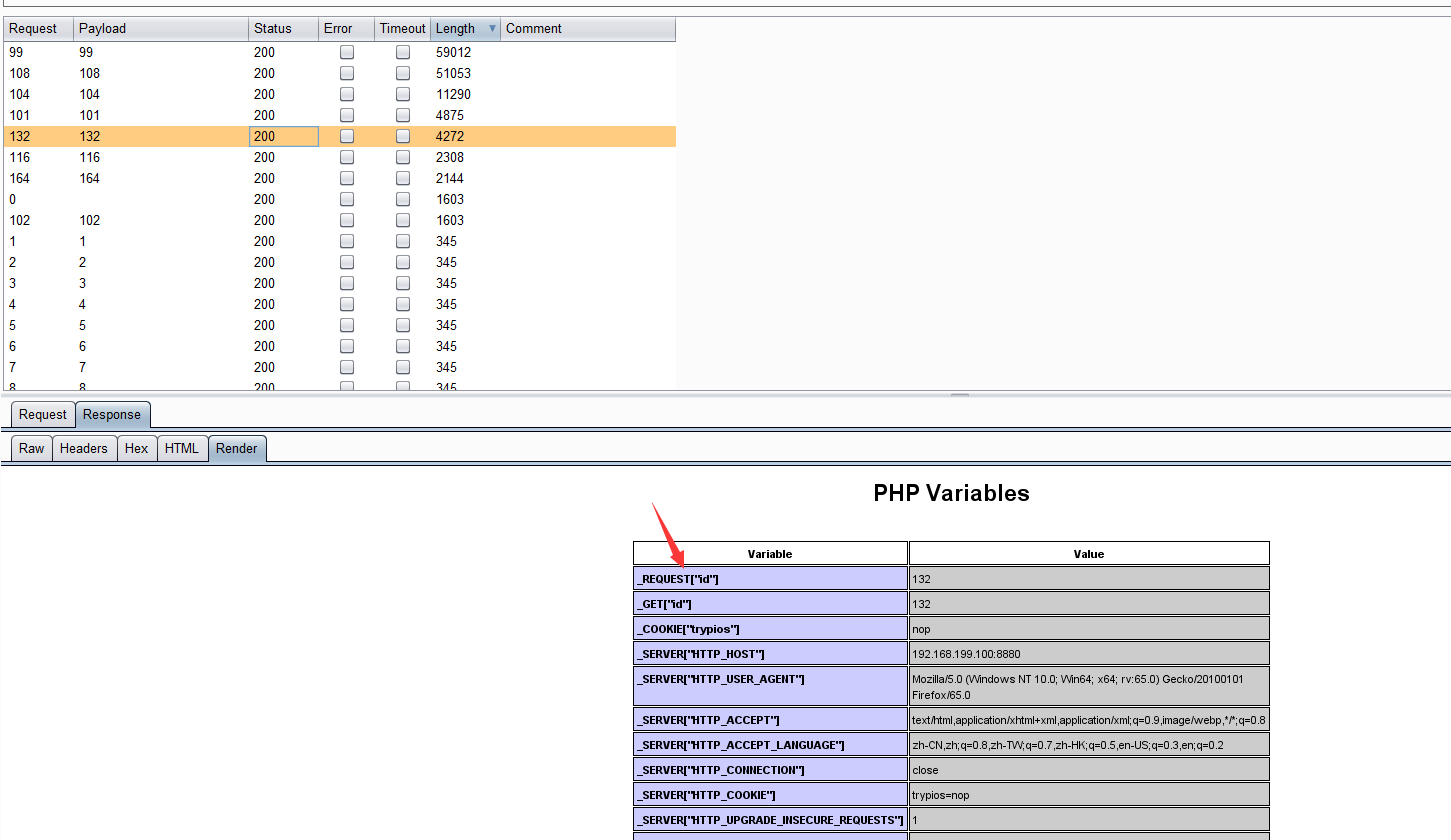 Request Payload Status Error Timeout Length Comment
99 99 200 59012
108 108 200 51053
104 104 200 11290
101 101 200 4875
132 132 200 4272
116 116 200 2308
164 164 200 2144
0 200 1603
102 102 200 1603
1 1 200 345
2 2 200 345
3 3 200 345
4 4 200 345
5 5 200 345
6 6 200 345
7 7 200 345
8 8 200 345
Request Response
Raw Headers Hex HTML Render
PHP Variables
Variable Value
_REQUEST["id"] 132
_GET["id"] 132
_COOKIE["trypios"] nop
_SERVER["HTTP_HOST"] 192.168.199.100:8880
_SERVER["HTTP_USER_AGENT"] Mozilla/5.0 (Windows NT 10.0; Win64; x64; rv:65.0) Gecko/20100101
Firefox/65.0
_SERVER["HTTP_ACCEPT"] text/html,application/xhtml+xml,application/xml;q=0.9,image/webp,*/*;q=0.8
_SERVER["HTTP_ACCEPT_LANGUAGE"] zh-CN,zh;q=0.8,zh-TW;q=0.7,zh-HK;q=0.5,en-US;q=0.3,en;q=0.2
_SERVER["HTTP_CONNECTION"] close
_SERVER["HTTP_COOKIE"] trypios=nop
_SERVER["HTTP_UPGRADE_INSECURE_REQUESTS"] 1